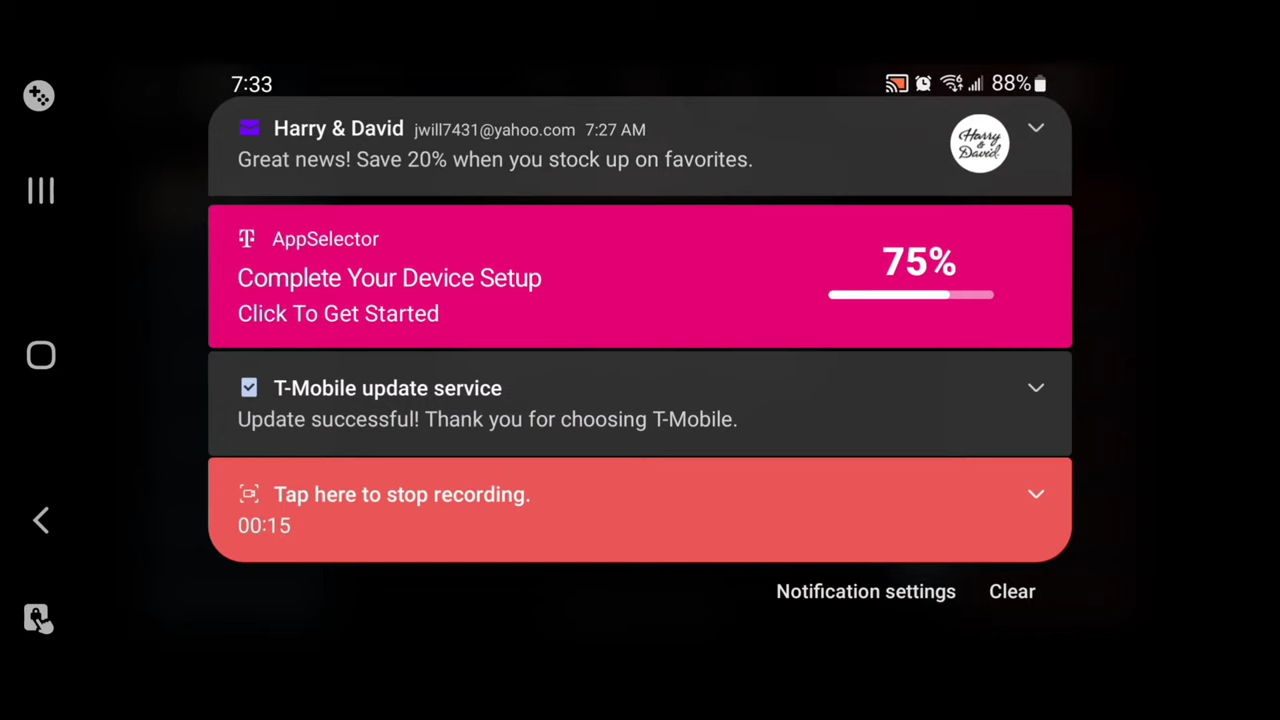 7:33
88%
Harry & David jwill7431@yahoo.com 7:27 AM
Great news! Save 20% when you stock up on favorites.
Harry
&
David
AppSelector
Complete Your Device Setup
Click To Get Started
75%
T-Mobile update service
Update successful! Thank you for choosing T-Mobile.
Tap here to stop recording.
00:15
Notification settings Clear